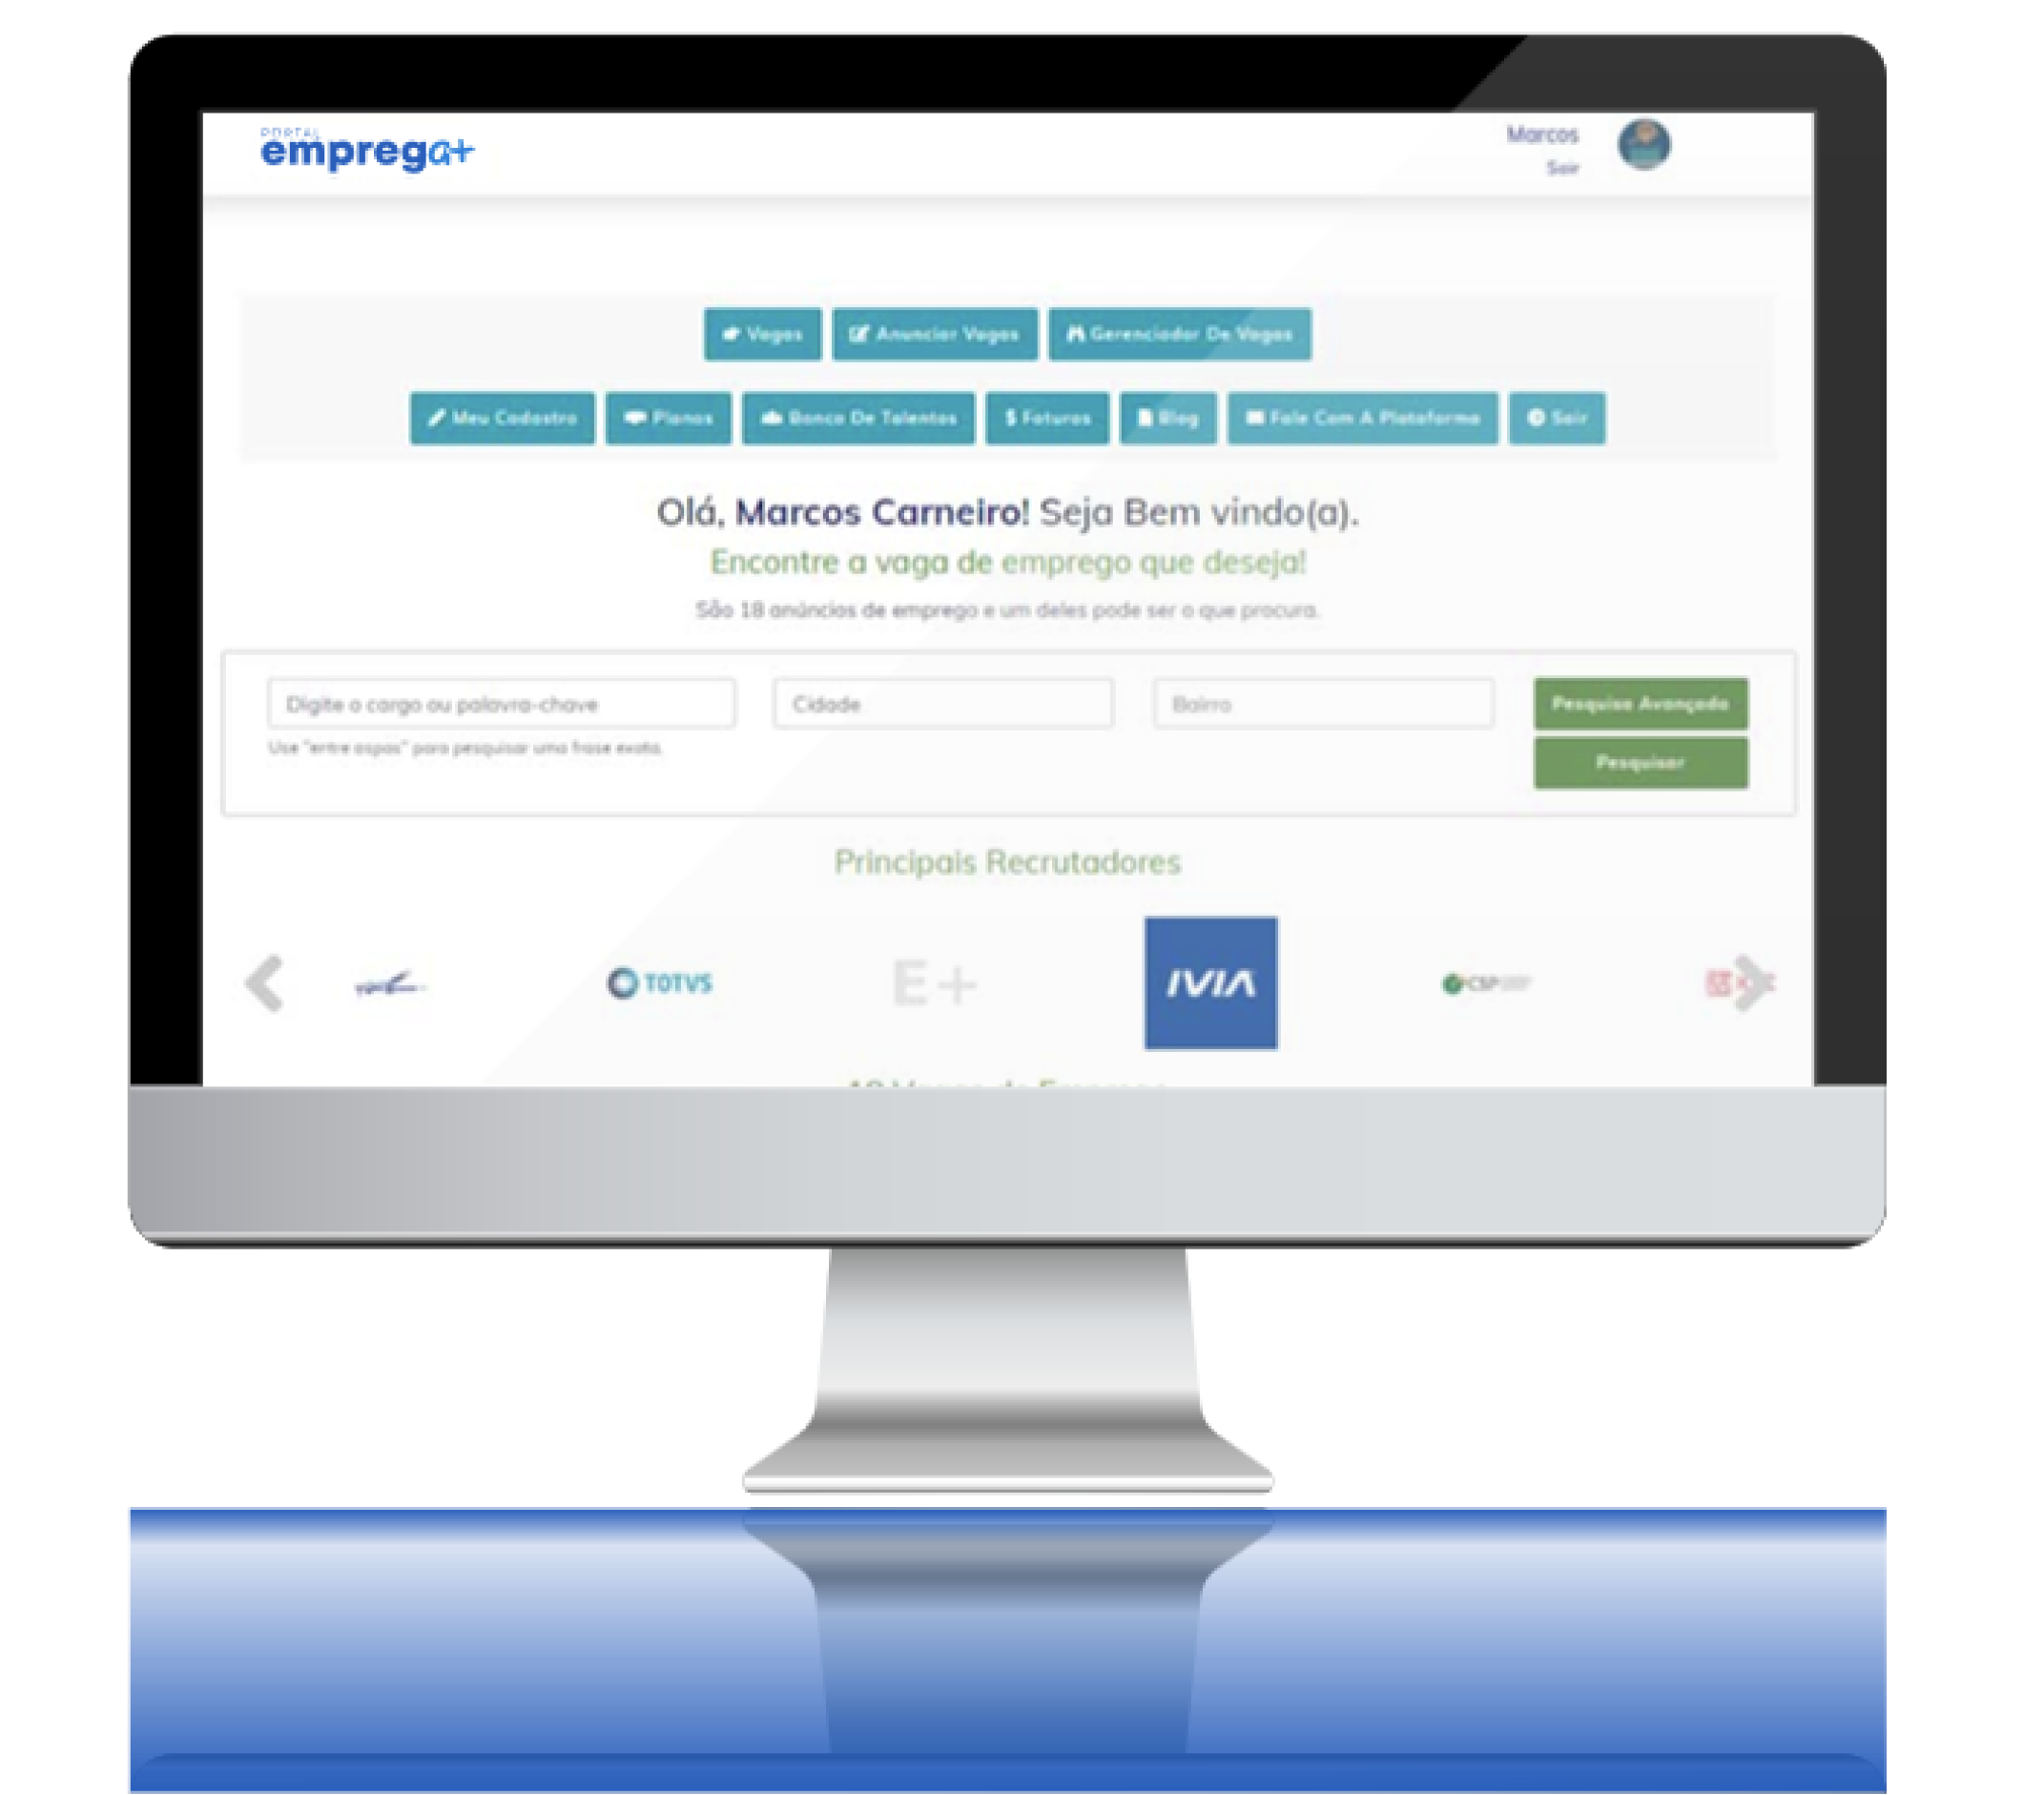 PORTAL
emprega+
Marcos
Sair
Vagas Anunciar Vagas Gerenciador De Vagas
Meu Cadastro Planos Banco De Talentos $ Faturas Blog Fale Com A Plataforma Sair
Olá, Marcos Carneiro! Seja Bem vindo(a).
Encontre a vaga de emprego que deseja!
São 18 anúncios de emprego e um deles pode ser o que procura.
Digite o cargo ou palavra-chave Cidade Bairro Pesquisa Avançada
Use "entre aspas" para pesquisar uma frase exata.
Pesquisar
Principais Recrutadores
TOTVS E+ IVIA CSP